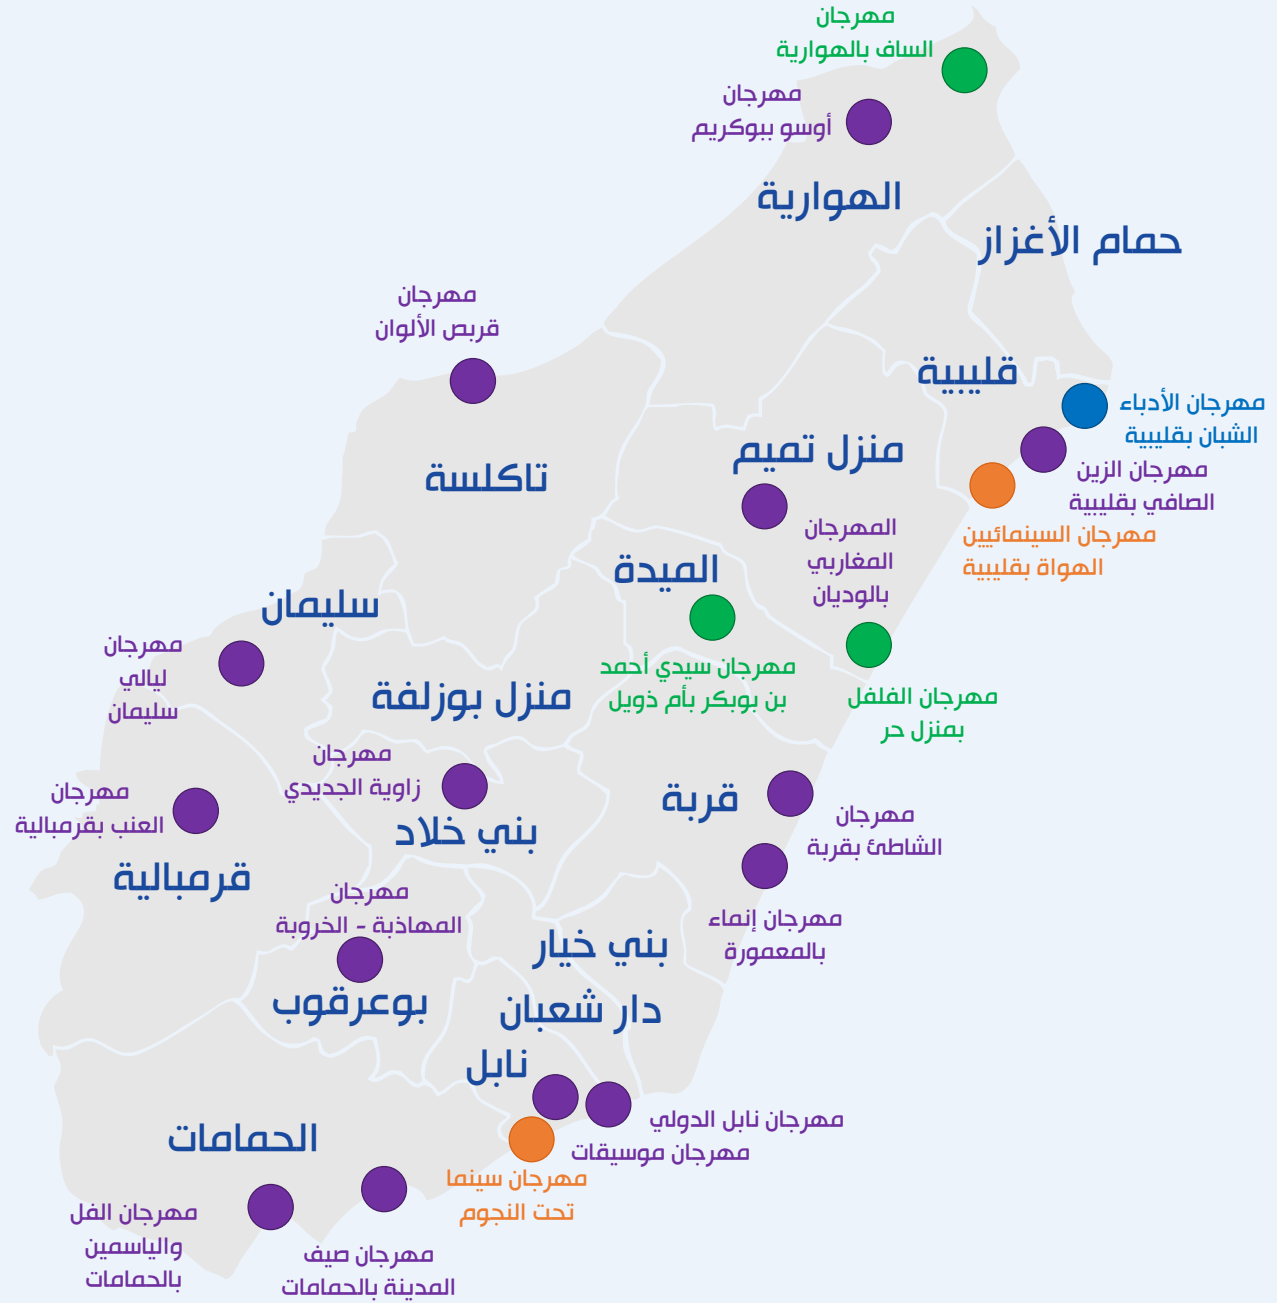 مهرجان
الساف بالهوارية
مهرجان
أوسو ببوكريم
الهوارية
حمام الأغزاز
مهرجان
قربص الألوان
قليبية
مهرجان الأدباء
الشبان بقليبية
منزل تميم
مهرجان الزين
الصافي بقليبية
تاكلسة
المهرجان
المغاربي
بالوديان
مهرجان السينمائيين
الهواة بقليبية
الميدة
سليمان
مهرجان
ليالي
سليمان
مهرجان سيدي أحمد
بن بوبكر بأم ذويل
منزل بوزلفة
مهرجان الفلفل
بمنزل حر
مهرجان
زاوية الجديدي
مهرجان
العنب بقرمبالية
قربة
مهرجان
الشاطئ بقربة
بني خلاد
قرمبالية
مهرجان
المهاذبة - الخروبة
مهرجان إنماء
بالمعمورة
بني خيار
بوعرقوب
دار شعبان
نابل
مهرجان نابل الدولي
مهرجان موسيقات
الحمامات
مهرجان سينما
تحت النجوم
مهرجان الفل
والياسمين
بالحمامات
مهرجان صيف
المدينة بالحمامات